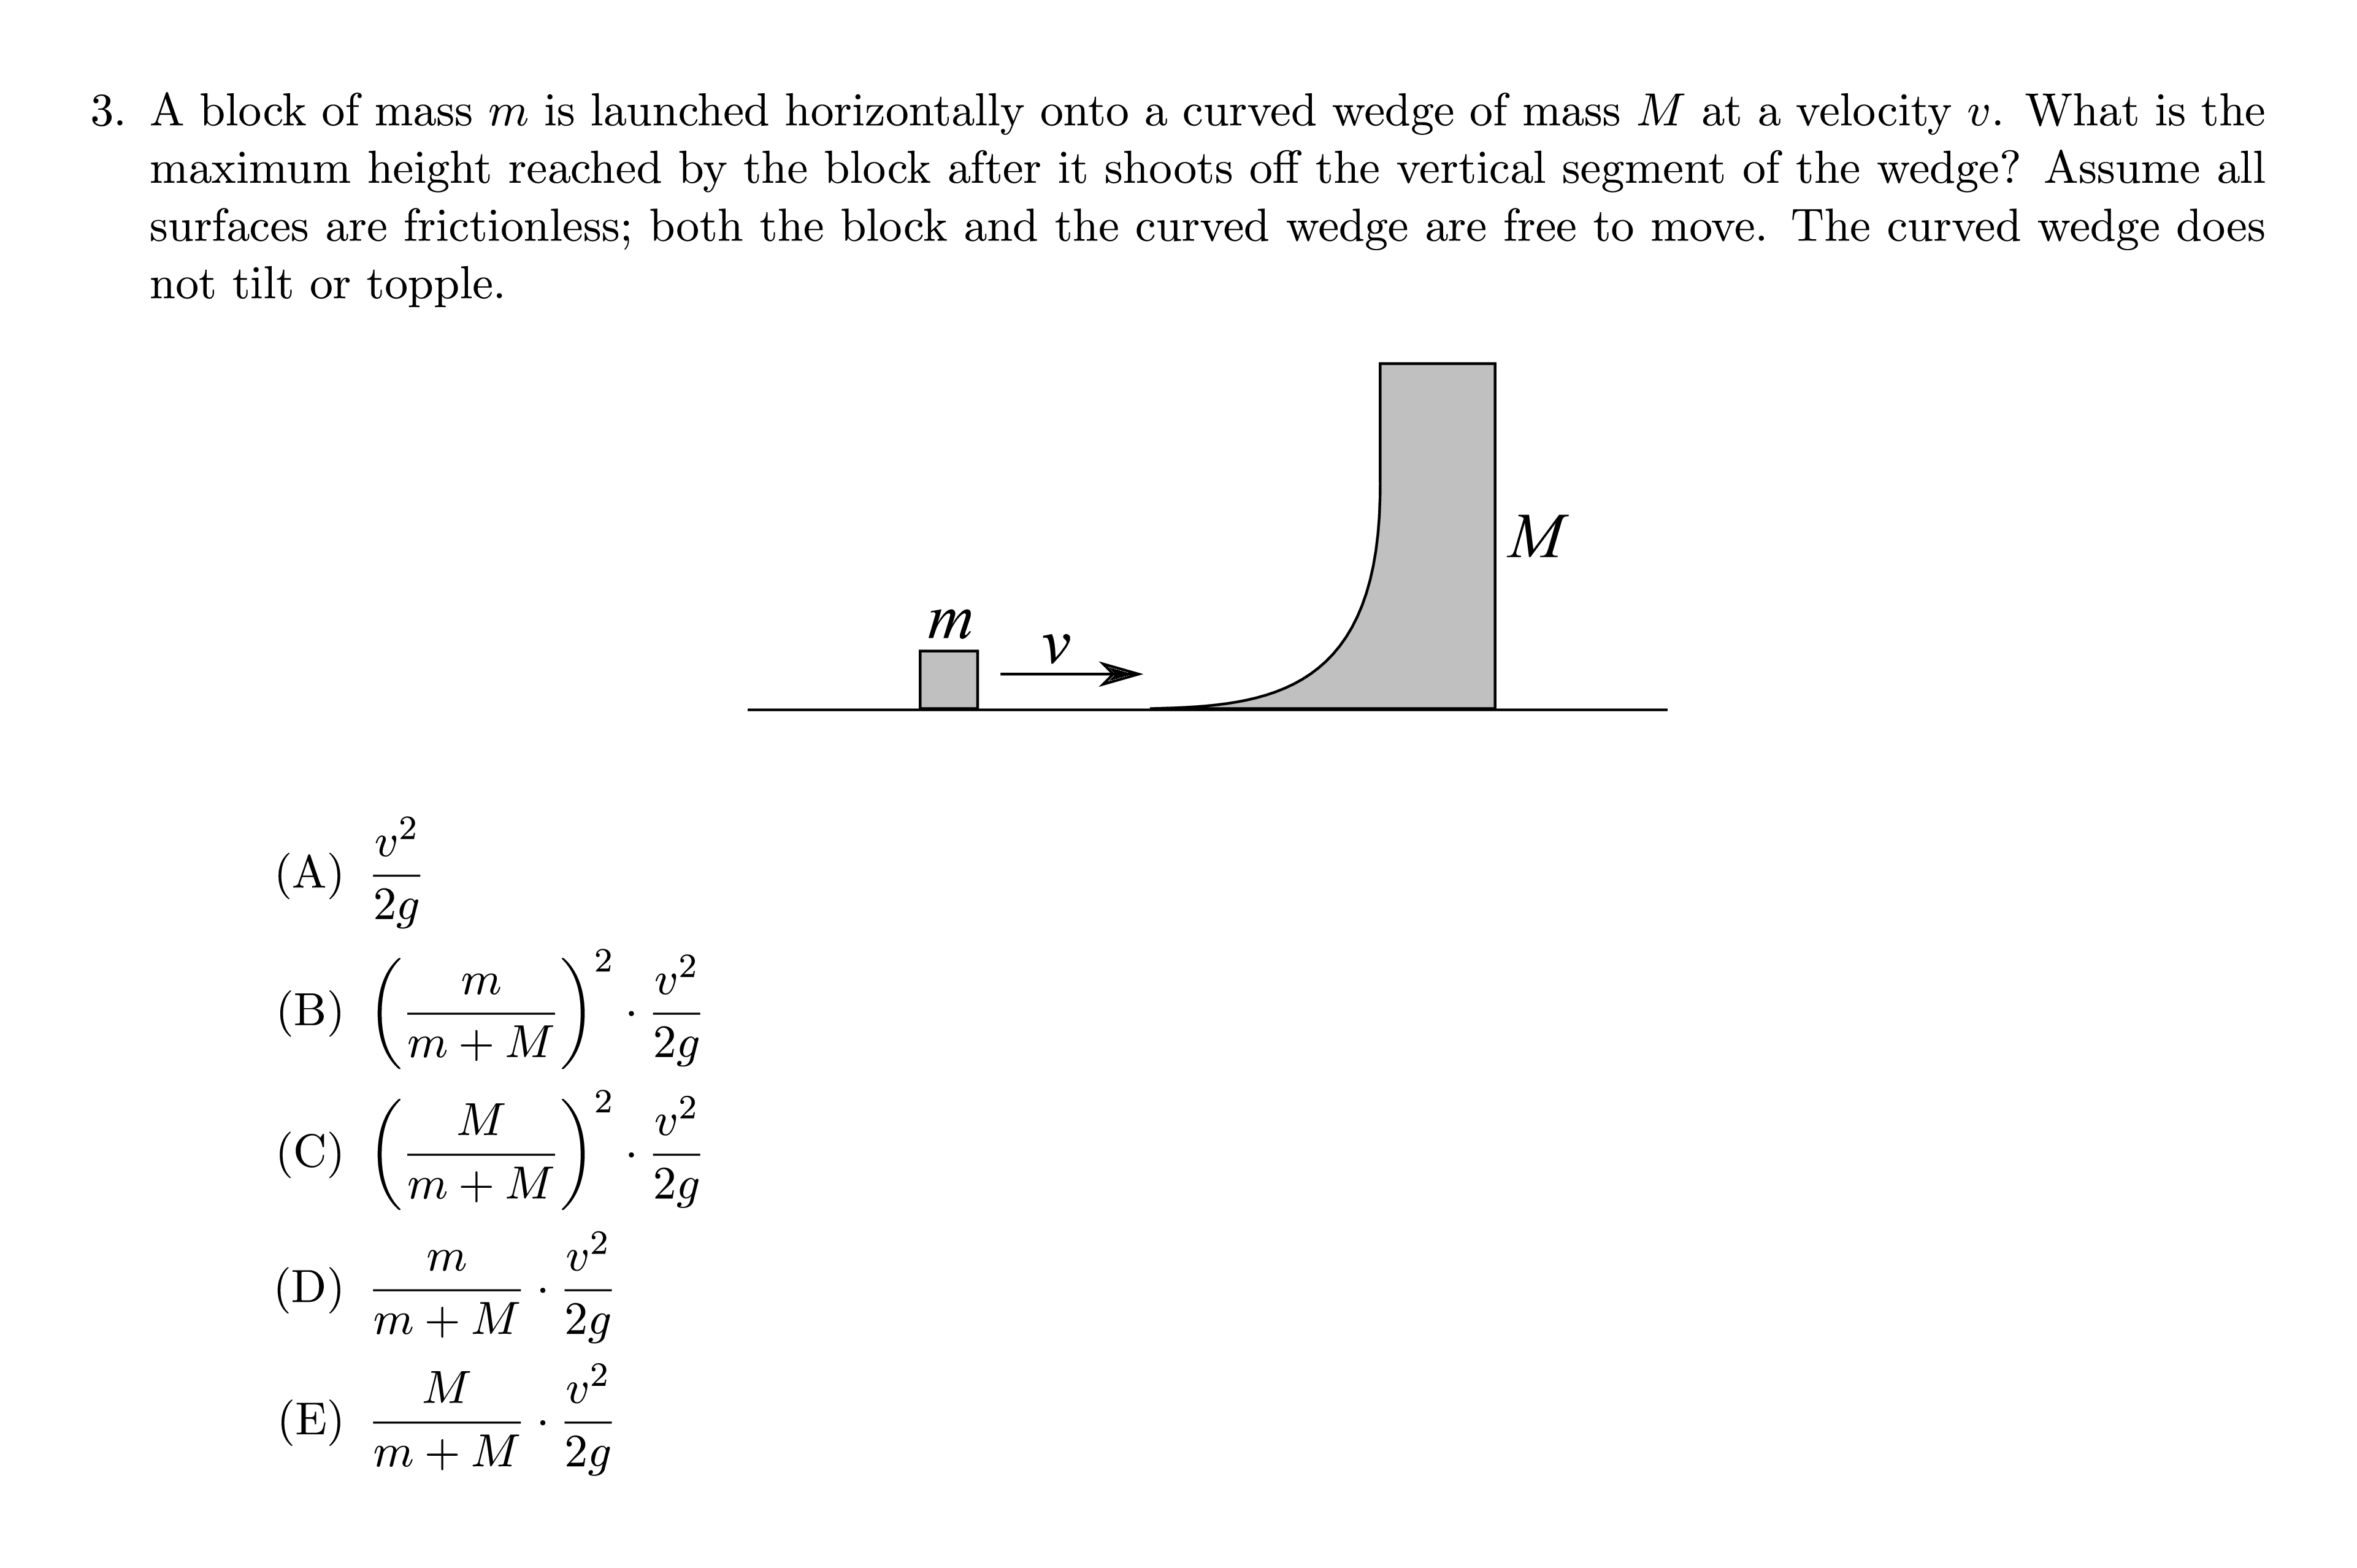 3. A block of mass m is launched horizontally onto a curved wedge of mass M at a velocity v. What is the
maximum height reached by the block after it shoots off the vertical segment of the wedge? Assume all
surfaces are frictionless; both the block and the curved wedge are free to move. The curved wedge does
not tilt or topple.
M
m
v
(A) \frac{v^2}{2g}
(B) \left(\frac{m}{m+M}\right)^2 \cdot \frac{v^2}{2g}
(C) \left(\frac{M}{m+M}\right)^2 \cdot \frac{v^2}{2g}
(D) \frac{m}{m+M} \cdot \frac{v^2}{2g}
(E) \frac{M}{m+M} \cdot \frac{v^2}{2g}